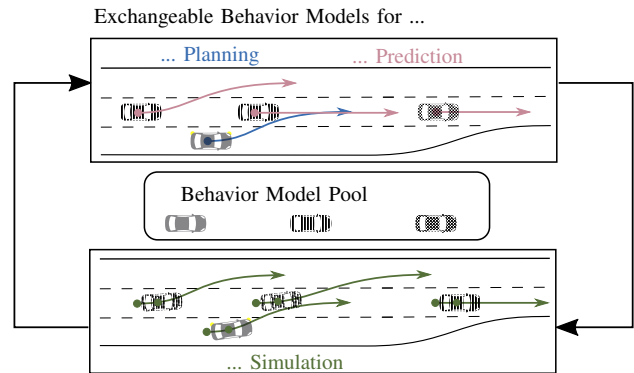 Exchangeable Behavior Models for ...
... Planning
... Prediction
Behavior Model Pool
... Simulation